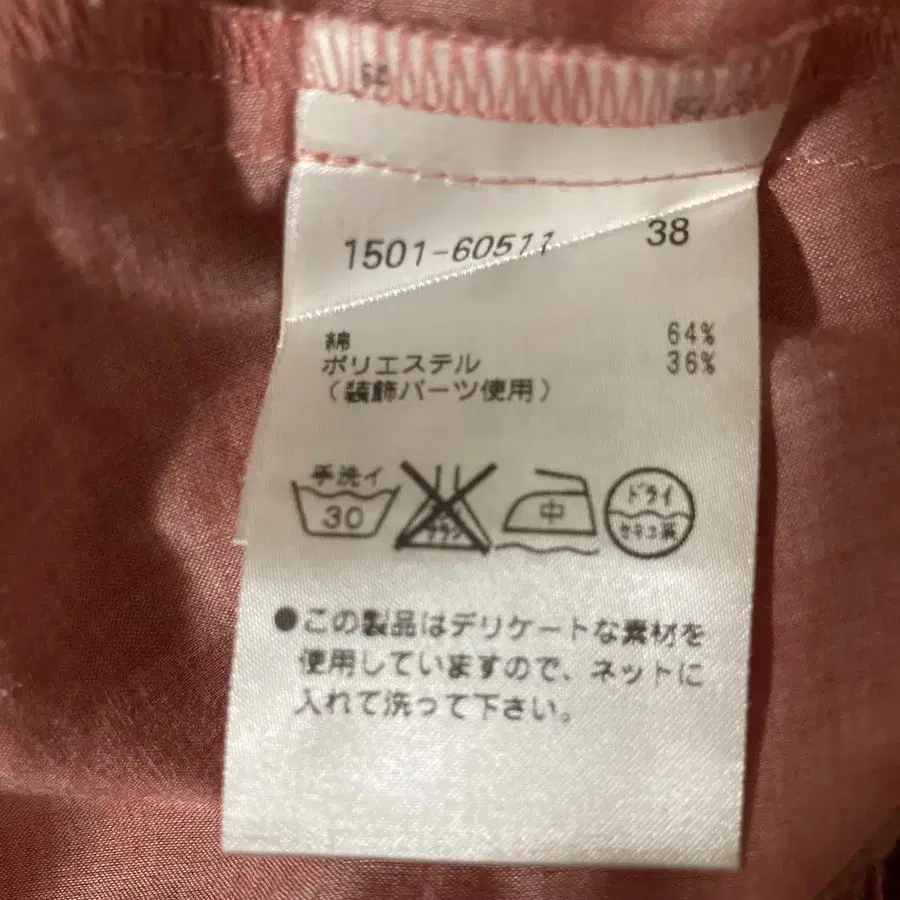 1501-60511 38
綿 64%
ポリエステル 36%
(装飾パーツ使用)
手洗イ
30
中
ドライ
セキユ系
●この製品はデリケートな素材を
使用していますので、ネットに
入れて洗って下さい。